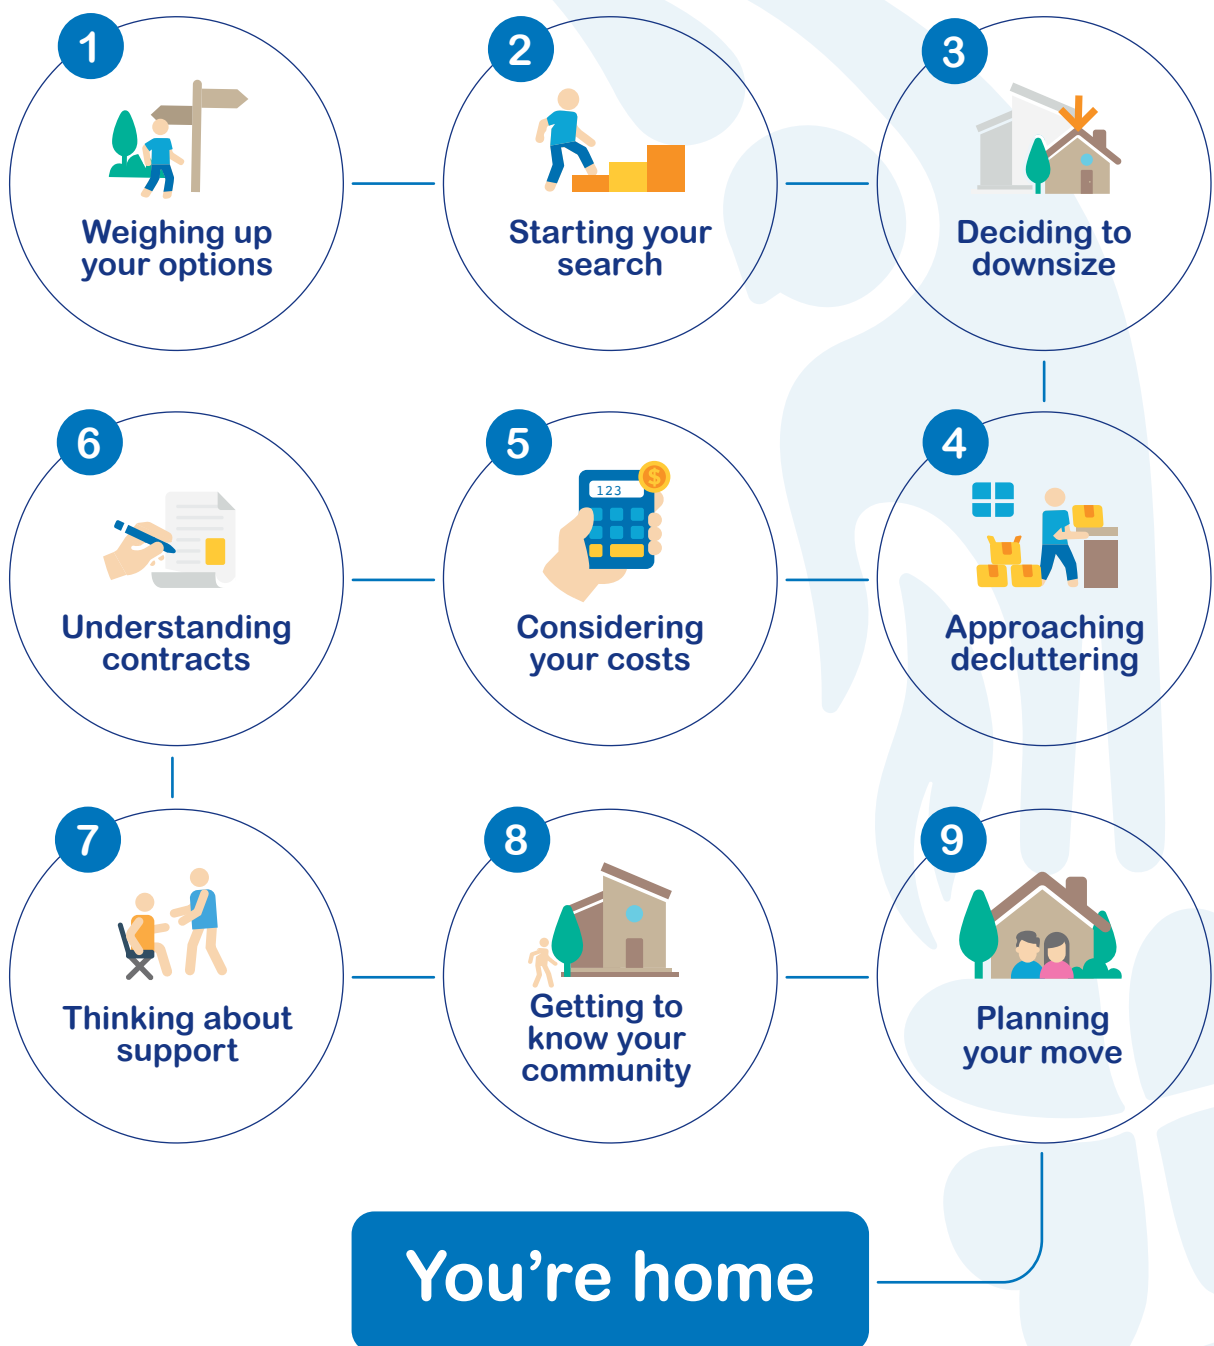 1
Weighing up
your options
2
Starting your
search
3
Deciding to
downsize
4
Approaching
decluttering
5
123
$
Considering
your costs
6
Understanding
contracts
7
Thinking about
support
8
Getting to
know your
community
9
Planning
your move
You’re home